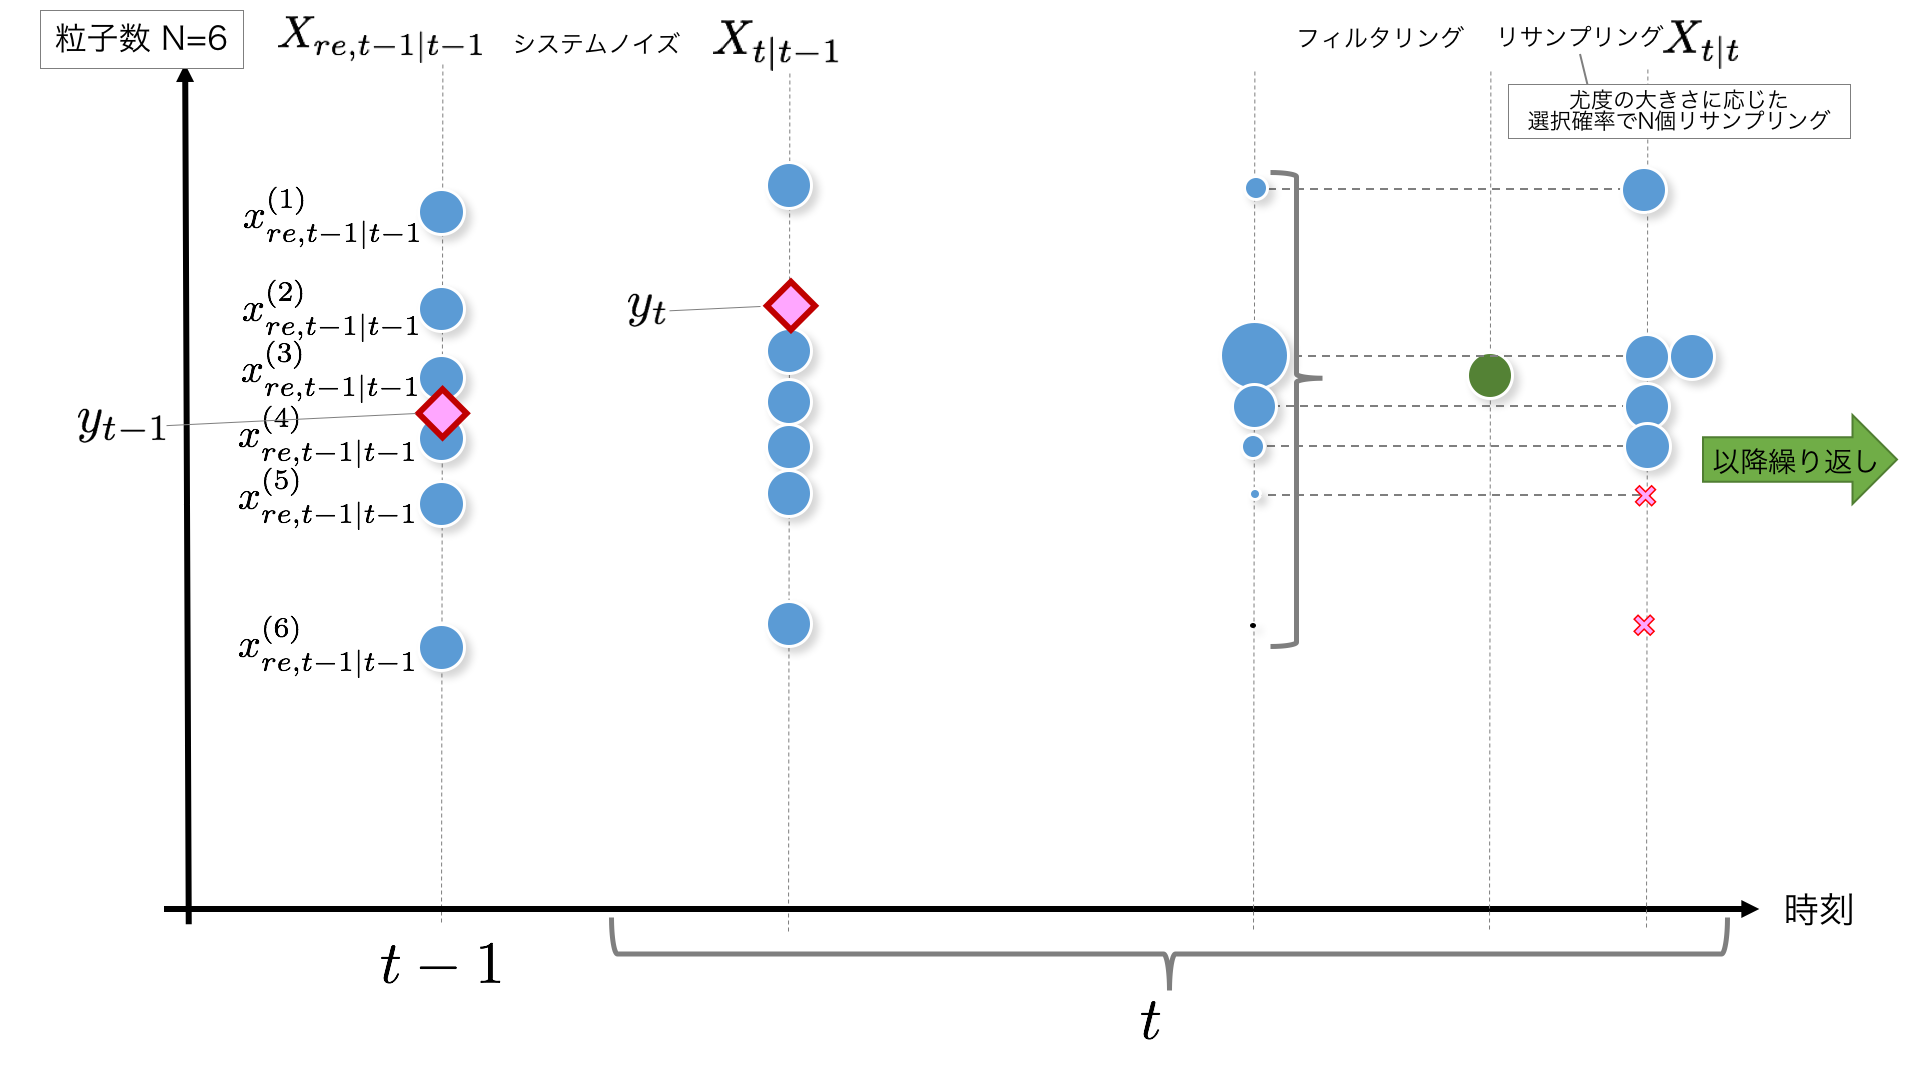 粒子数 N=6
X_{re,t−1|t−1}
システムノイズ
X_{t|t−1}
フィルタリング
リサンプリング
X_{t|t}
尤度の大きさに応じた
選択確率でN個リサンプリング
x^{(1)}_{re,t−1|t−1}
x^{(2)}_{re,t−1|t−1}
y_t
x^{(3)}_{re,t−1|t−1}
y_{t−1}
x^{(4)}_{re,t−1|t−1}
以降繰り返し
x^{(5)}_{re,t−1|t−1}
x^{(6)}_{re,t−1|t−1}
時刻
t − 1
t